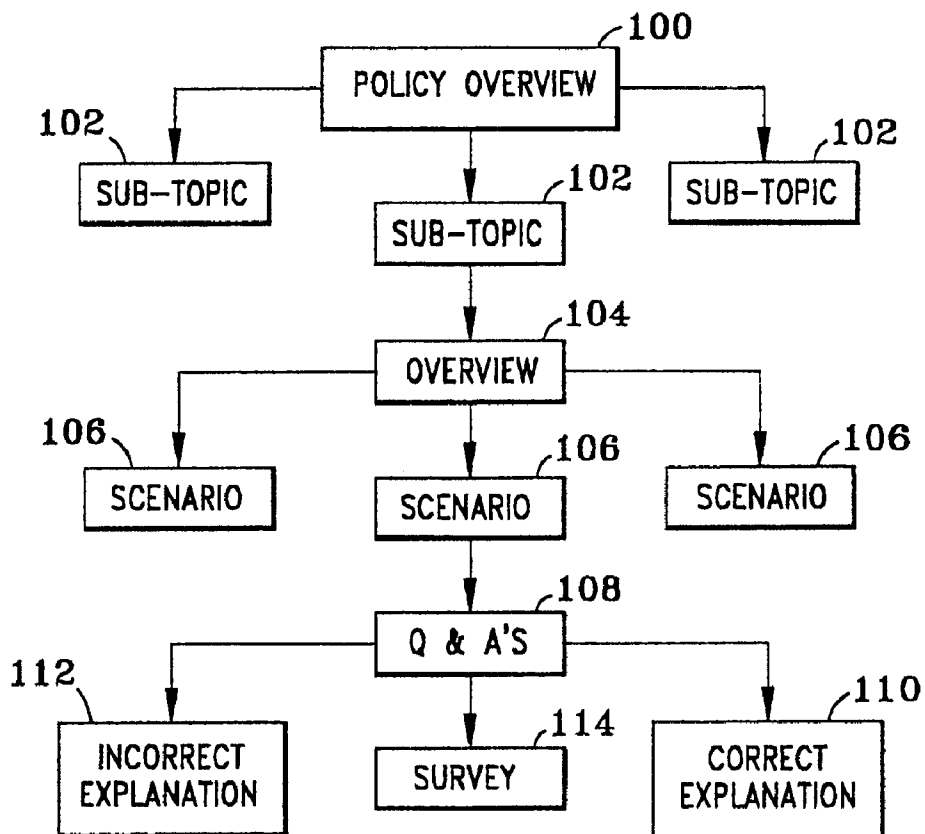 100
POLICY OVERVIEW
102
SUB-TOPIC
102
SUB-TOPIC
102
SUB-TOPIC
104
OVERVIEW
106
SCENARIO
106
SCENARIO
106
SCENARIO
108
Q & A'S
112
INCORRECT
EXPLANATION
114
SURVEY
110
CORRECT
EXPLANATION